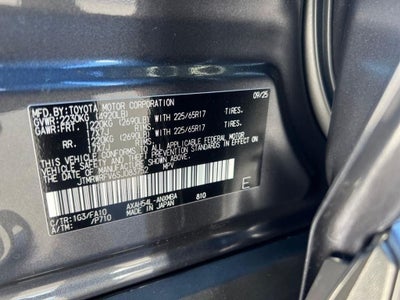 MFD.BY:TOYOTA MOTOR CORPORATION 09/25
GVWR:2230KG (4920LB)
GAWR:FRT. 1220KG (2690LB) WITH 225/65R17 TIRES.
17X7J RIMS.
RR. 1220KG (2690LB) WITH 225/65R17 TIRES.
RIMS.
THIS VEHICLE CONFORMS TO ALL APPLICABLE FEDERAL MOTOR
VEHICLE SAFETY AND THEFT PREVENTION STANDARDS IN EFFECT ON THE DATE
OF MANUFACTURE SHOWN ABOVE.
MPV
C/TR:1G3/FA10 AXAH54L-ANXMBA 810
A/TM: /P710 MADE IN JAPAN
E